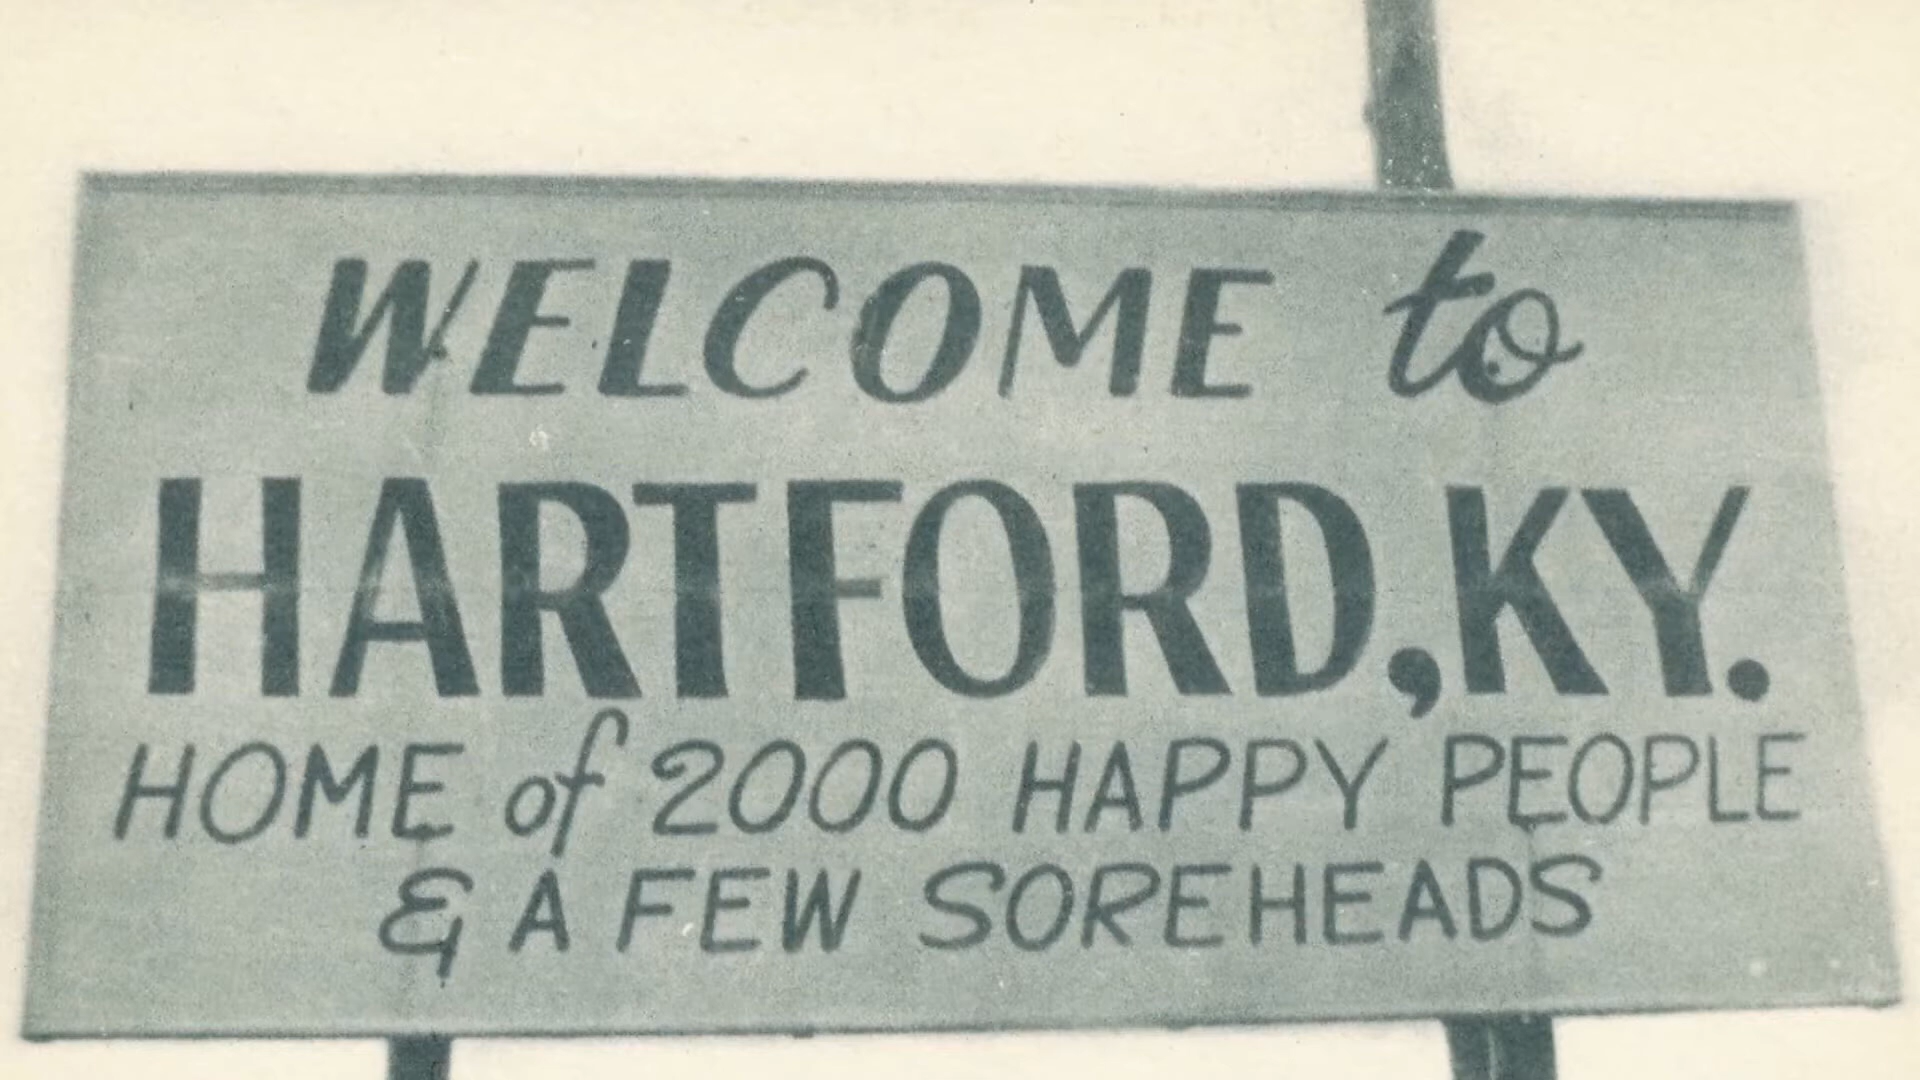 WELCOME to
HARTFORD, KY.
HOME of 2000 HAPPY PEOPLE
& A FEW SOREHEADS